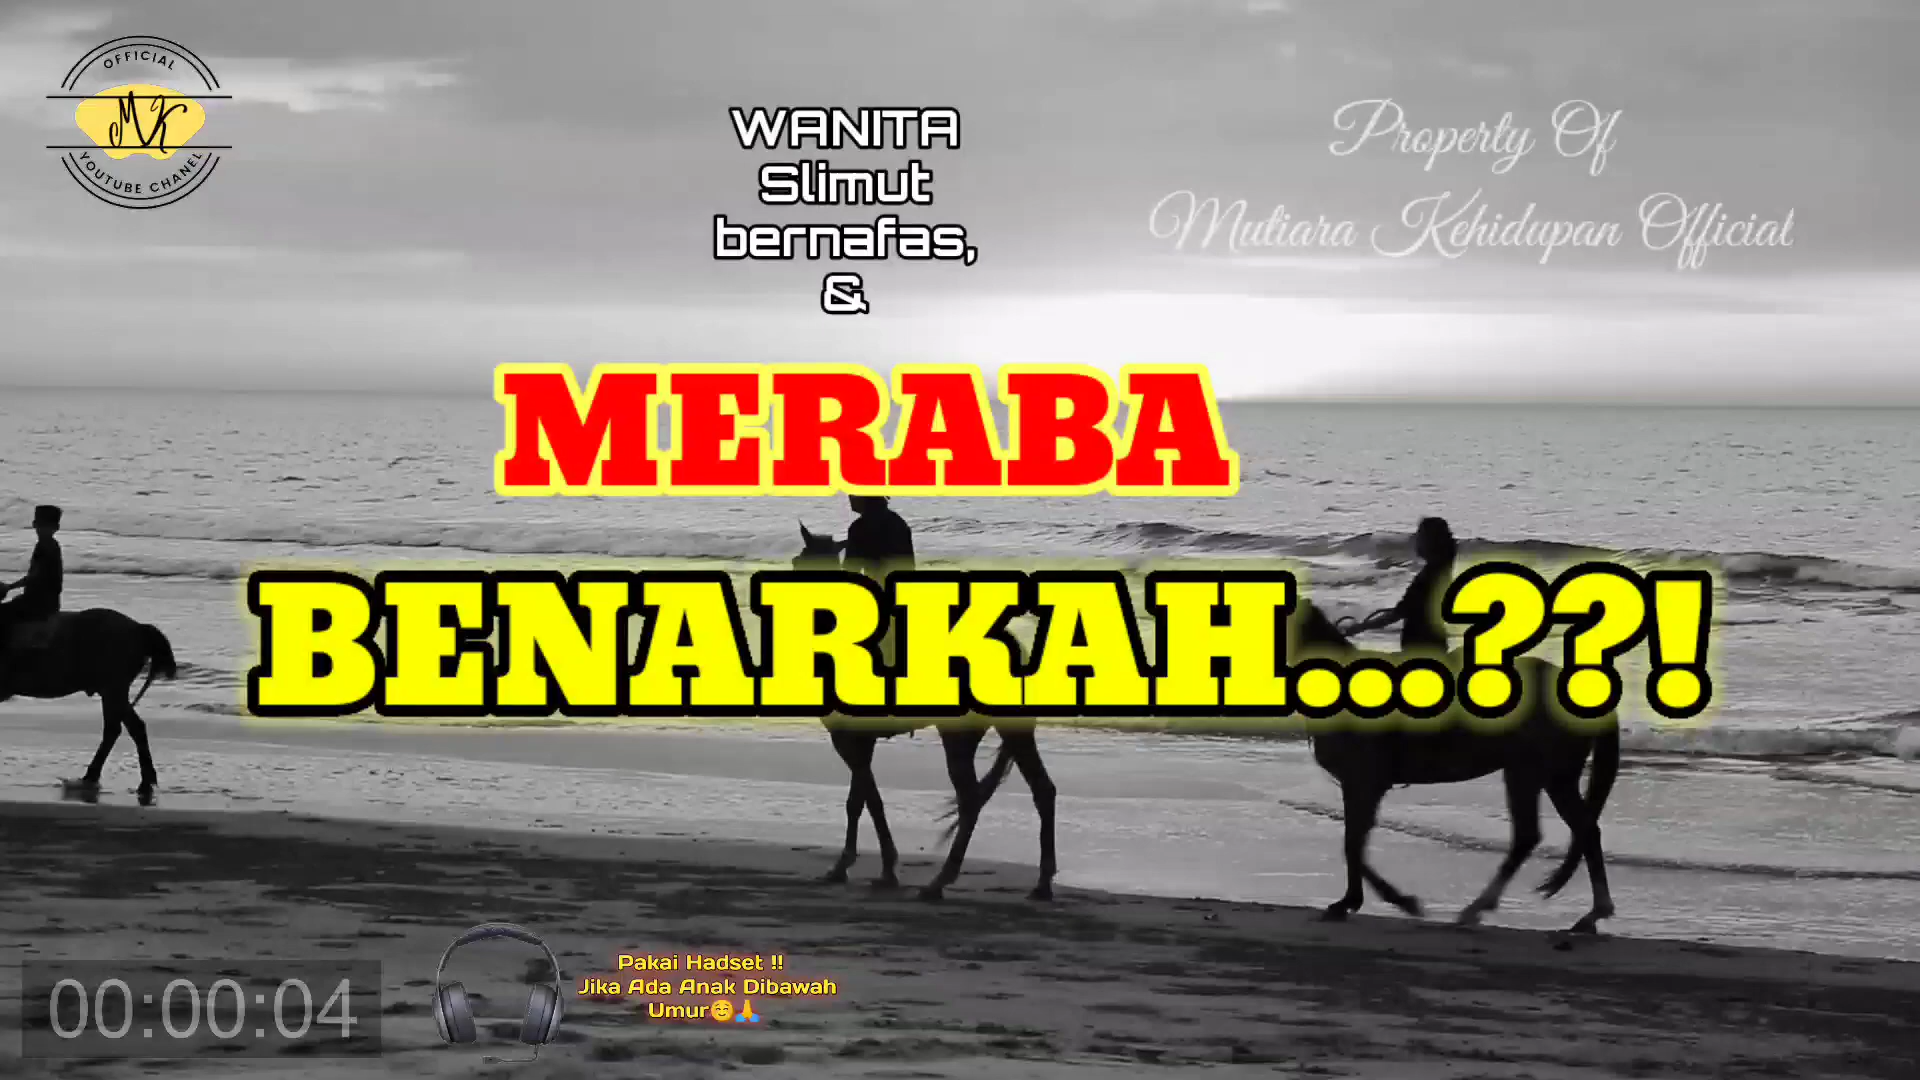 OFFICIAL
MK
YOUTUBE CHANEL
WANITA
Slimut
bernafas,
&
Property Of
Mutiara Kehidupan Official
MERABA
BENARKAH...??!
Pakai Hadset !!
Jika Ada Anak Dibawah
Umur☺️🙏
00:00:04